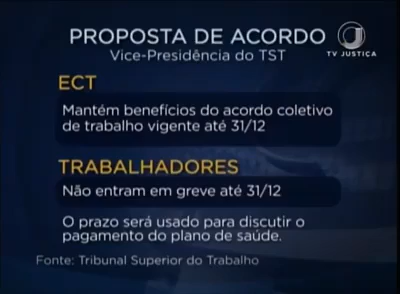 PROPOSTA DE ACORDO
Vice-Presidência do TST
TV JUSTIÇA
ECT
Mantém benefícios do acordo coletivo
de trabalho vigente até 31/12
TRABALHADORES
Não entram em greve até 31/12
O prazo será usado para discutir o
pagamento do plano de saúde.
Fonte: Tribunal Superior do Trabalho